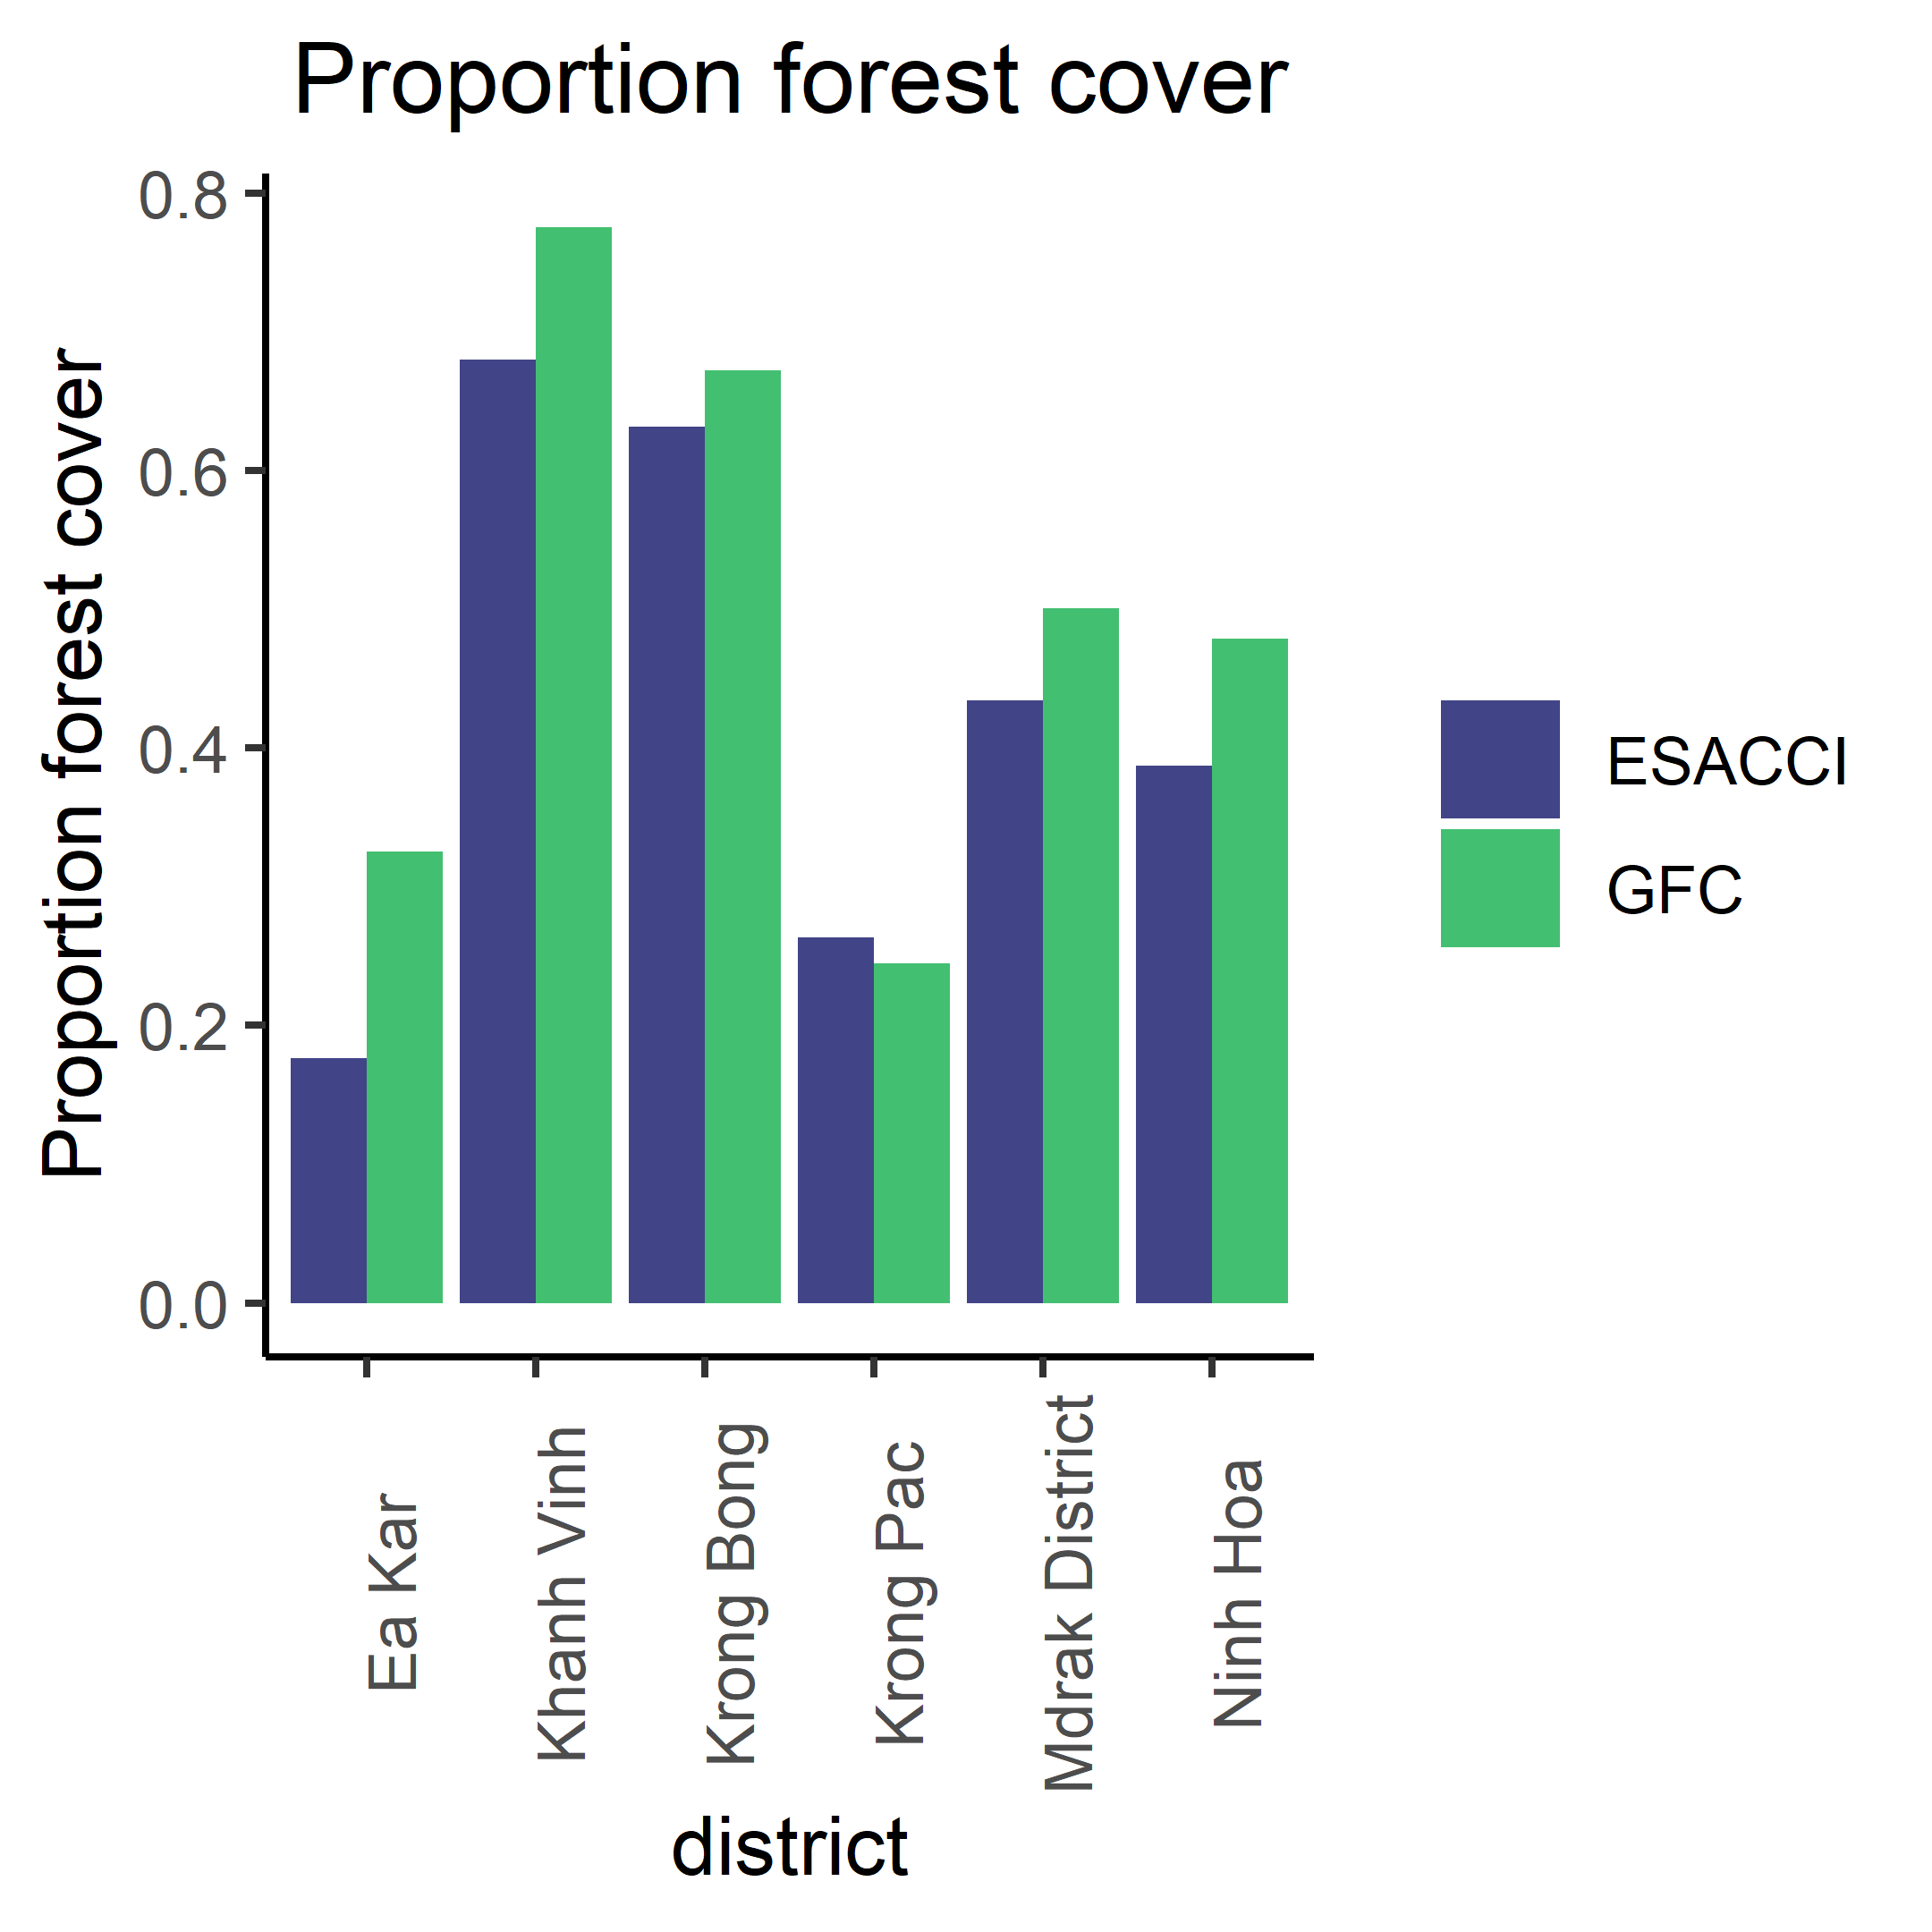 Proportion forest cover
Proportion forest cover
0.8
0.6
0.4
0.2
0.0
Ea Kar
Khanh Vinh
Krong Bong
Krong Pac
Mdrak District
Ninh Hoa
district
ESACCI
GFC